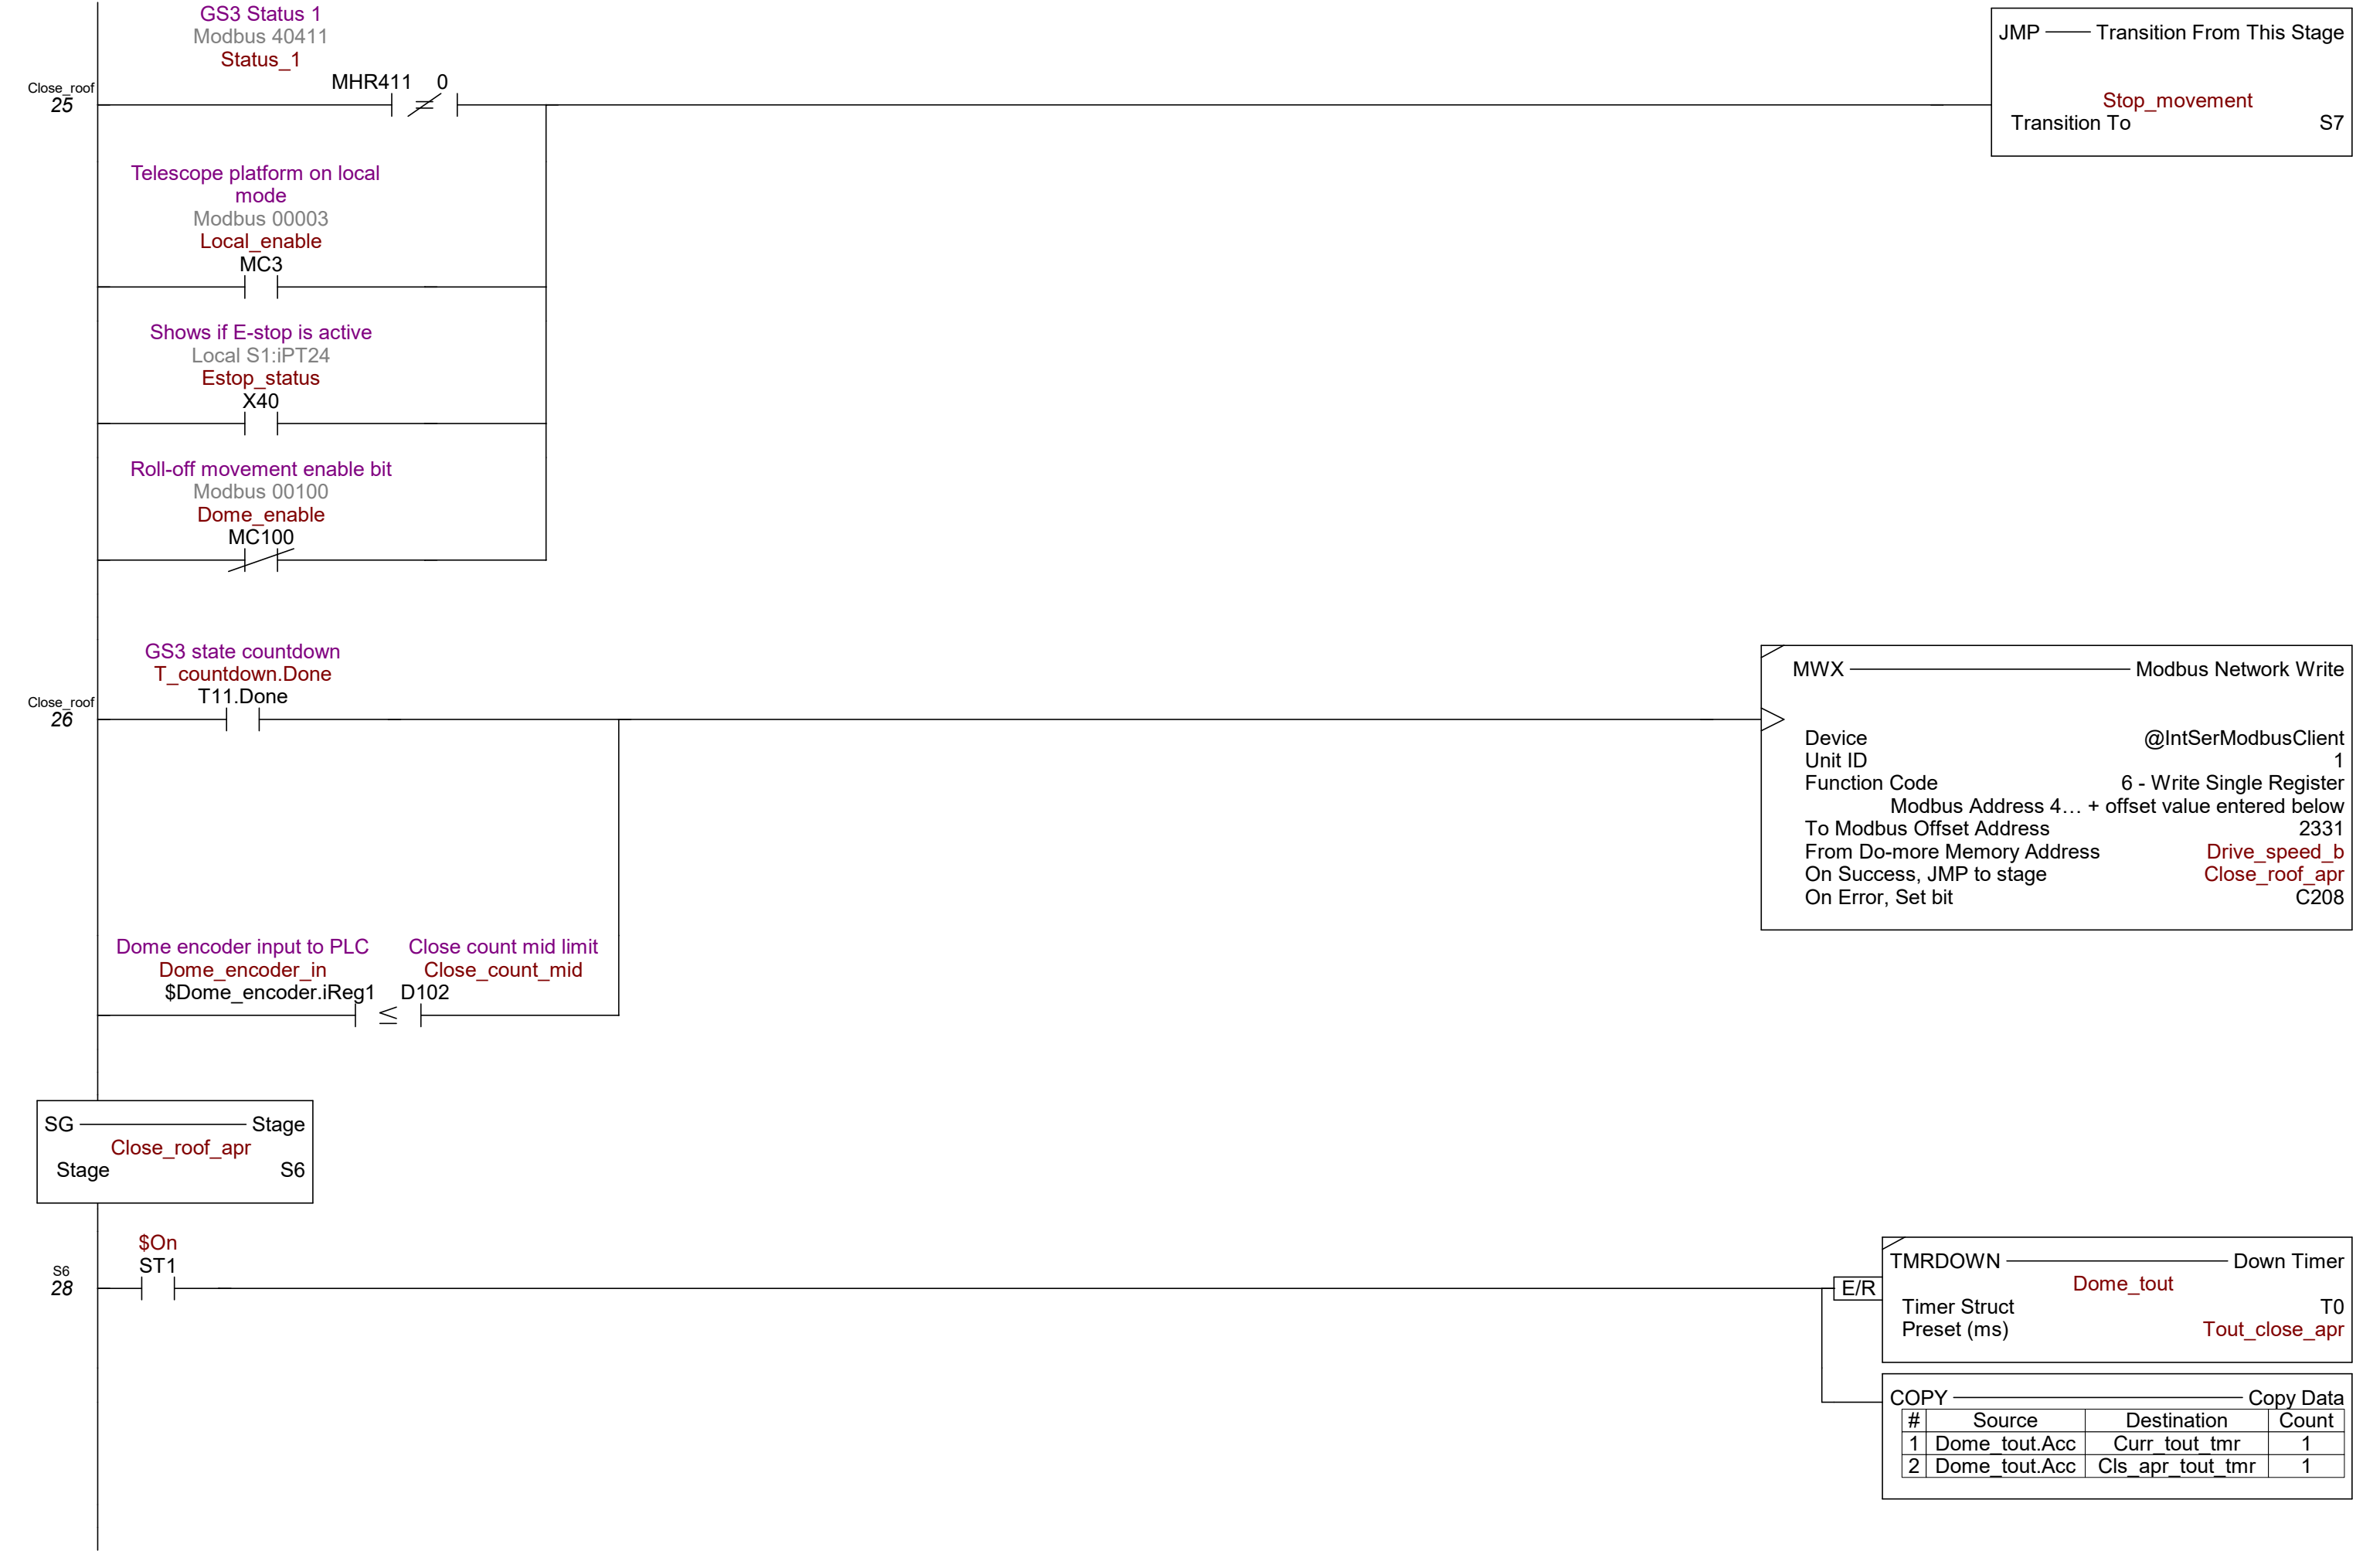 GS3 Status 1
Modbus 40411
Status_1
MHR411 ≠ 0
Close_roof
25
JMP Transition From This Stage
Stop_movement
Transition To S7
Telescope platform on local
mode
Modbus 00003
Local_enable
MC3
Shows if E-stop is active
Local S1:iPT24
Estop_status
X40
Roll-off movement enable bit
Modbus 00100
Dome_enable
MC100
GS3 state countdown
T_countdown.Done
T11.Done
Close_roof
26
MWX Modbus Network Write
Device @IntSerModbusClient
Unit ID 1
Function Code 6 - Write Single Register
Modbus Address 4… + offset value entered below
To Modbus Offset Address 2331
From Do-more Memory Address Drive_speed_b
On Success, JMP to stage Close_roof_apr
On Error, Set bit C208
Dome encoder input to PLC Close count mid limit
Dome_encoder_in Close_count_mid
$Dome_encoder.iReg1 ≤ D102
SG Stage
Close_roof_apr
Stage S6
$On
ST1
S6
28
E/R
TMRDOWN Down Timer
Dome_tout
Timer Struct T0
Preset (ms) Tout_close_apr
COPY Copy Data
# Source Destination Count
1 Dome_tout.Acc Curr_tout_tmr 1
2 Dome_tout.Acc Cls_apr_tout_tmr 1